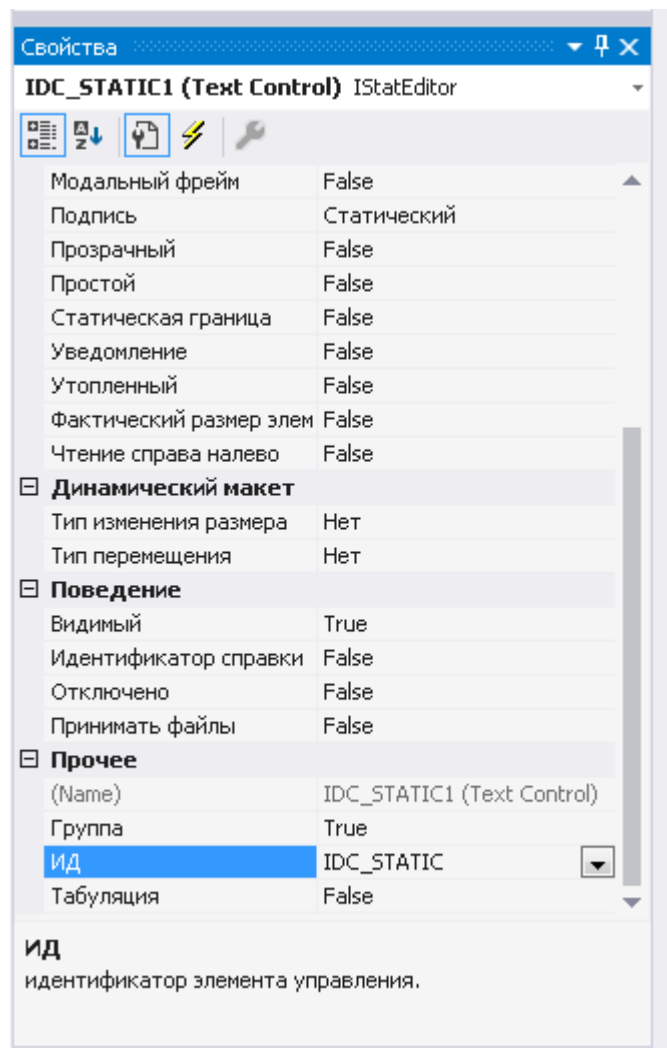 Свойства
IDC_STATIC1 (Text Control) IStatEditor
Модальный фрейм False
Подпись Статический
Прозрачный False
Простой False
Статическая граница False
Уведомление False
Утопленный False
Фактический размер элем False
Чтение справа налево False
Динамический макет
Тип изменения размера Нет
Тип перемещения Нет
Поведение
Видимый True
Идентификатор справки False
Отключено False
Принимать файлы False
Прочее
(Name) IDC_STATIC1 (Text Control)
Группа True
ИД IDC_STATIC
Табуляция False
ИД
идентификатор элемента управления.